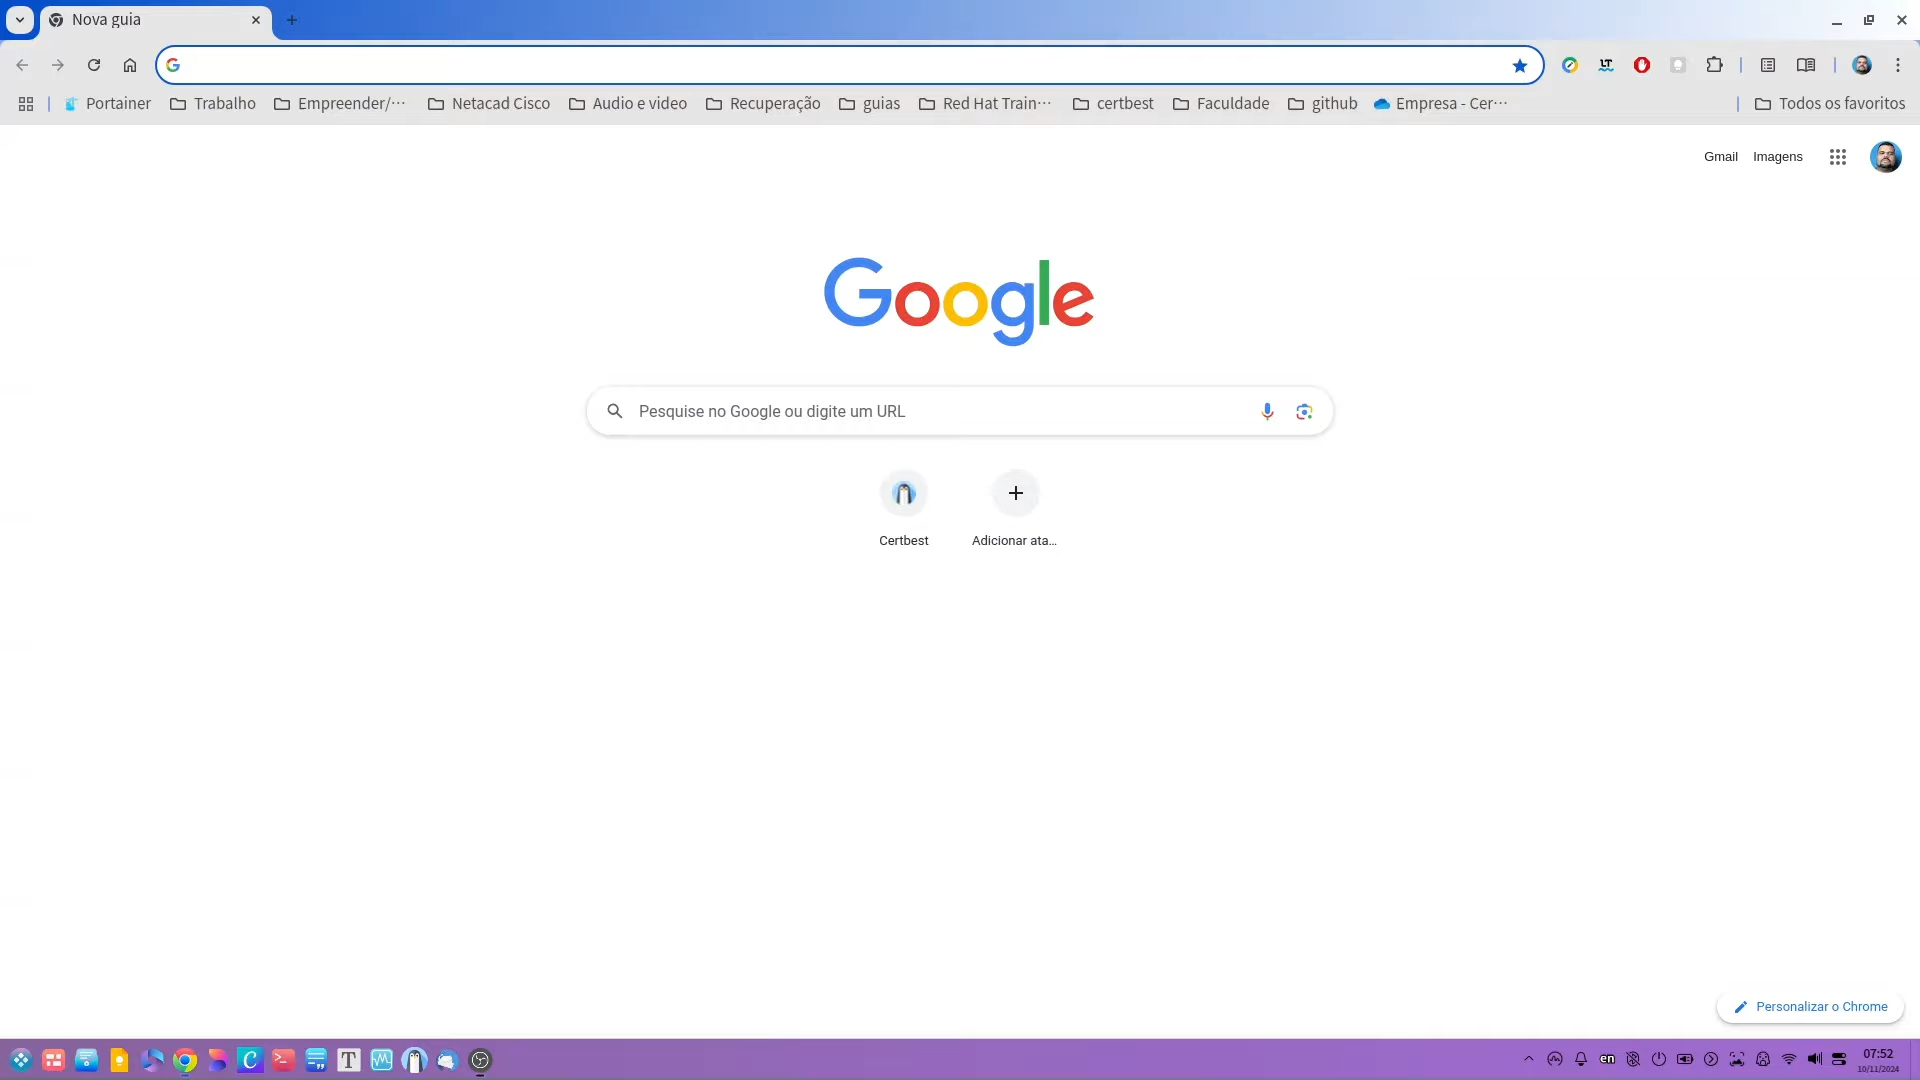 Nova guia
Portainer Trabalho Empreender/··· Netacad Cisco Audio e video Recuperação guias Red Hat Train··· certbest Faculdade github Empresa - Cer··· Todos os favoritos
Gmail Imagens
Google
Pesquise no Google ou digite um URL
Certbest Adicionar ata...
Personalizar o Chrome
en 07:52
10/11/2024